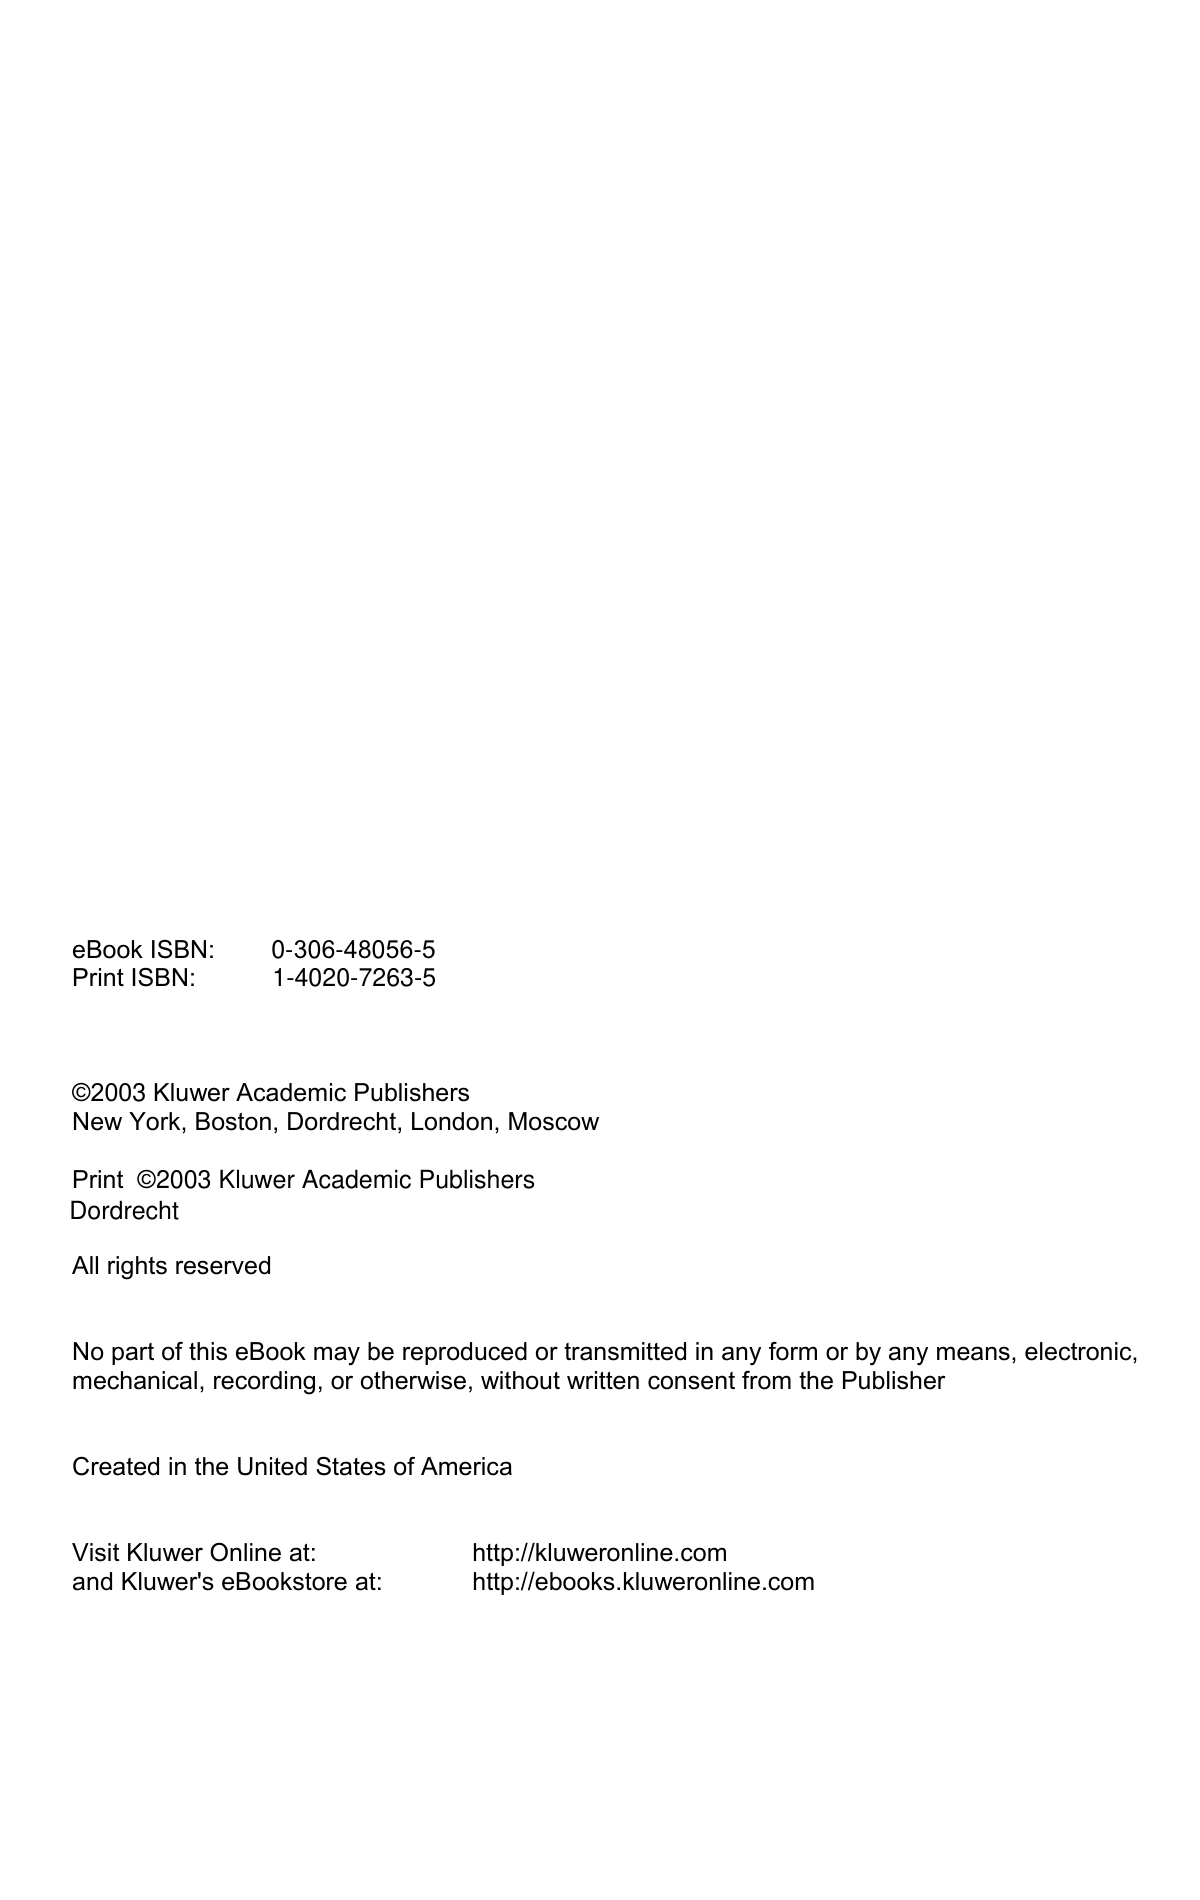 eBook ISBN: 0-306-48056-5
Print ISBN: 1-4020-7263-5
©2003 Kluwer Academic Publishers
New York, Boston, Dordrecht, London, Moscow
Print ©2003 Kluwer Academic Publishers
Dordrecht
All rights reserved
No part of this eBook may be reproduced or transmitted in any form or by any means, electronic,
mechanical, recording, or otherwise, without written consent from the Publisher
Created in the United States of America
Visit Kluwer Online at: http://kluweronline.com
and Kluwer's eBookstore at: http://ebooks.kluweronline.com